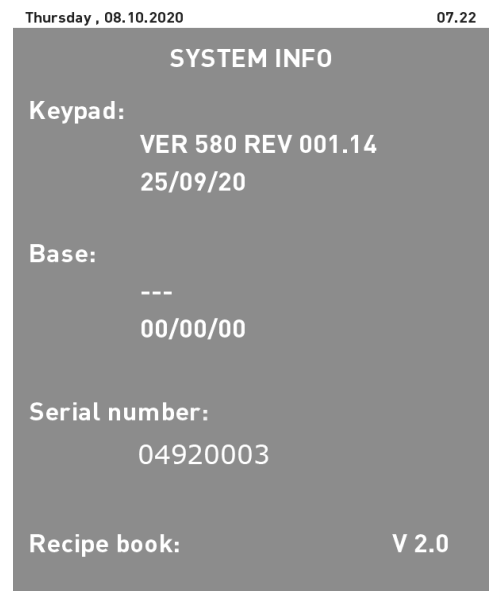 Thursday , 08.10.2020 07.22
SYSTEM INFO
Keypad:
VER 580 REV 001.14
25/09/20
Base:
---
00/00/00
Serial number:
04920003
Recipe book: V 2.0